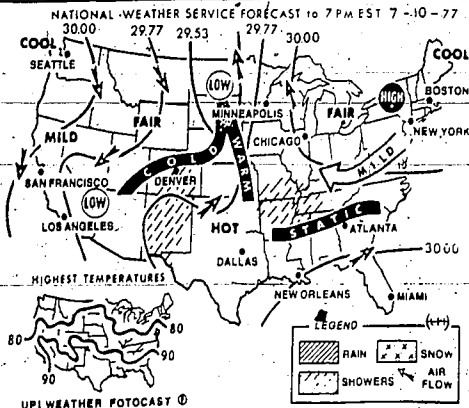 NATIONAL WEATHER SERVICE FORECAST to 7 PM EST 7-10-77
30.00 29.77 29.53 29.77 30.00
COOL COOL
SEATTLE
LOW
HIGH
BOSTON
MINNEAPOLIS
FAIR FAIR
NEW YORK
MILD
CHICAGO
COLD WARM
MILD
SAN FRANCISCO
DENVER
LOW
LOS ANGELES
HOT
STATIC
ATLANTA
DALLAS
30.00
HIGHEST TEMPERATURES
NEW ORLEANS
MIAMI
80 80
90
90
LEGEND
RAIN SNOW
SHOWERS AIR FLOW
UPI WEATHER FOTOCAST